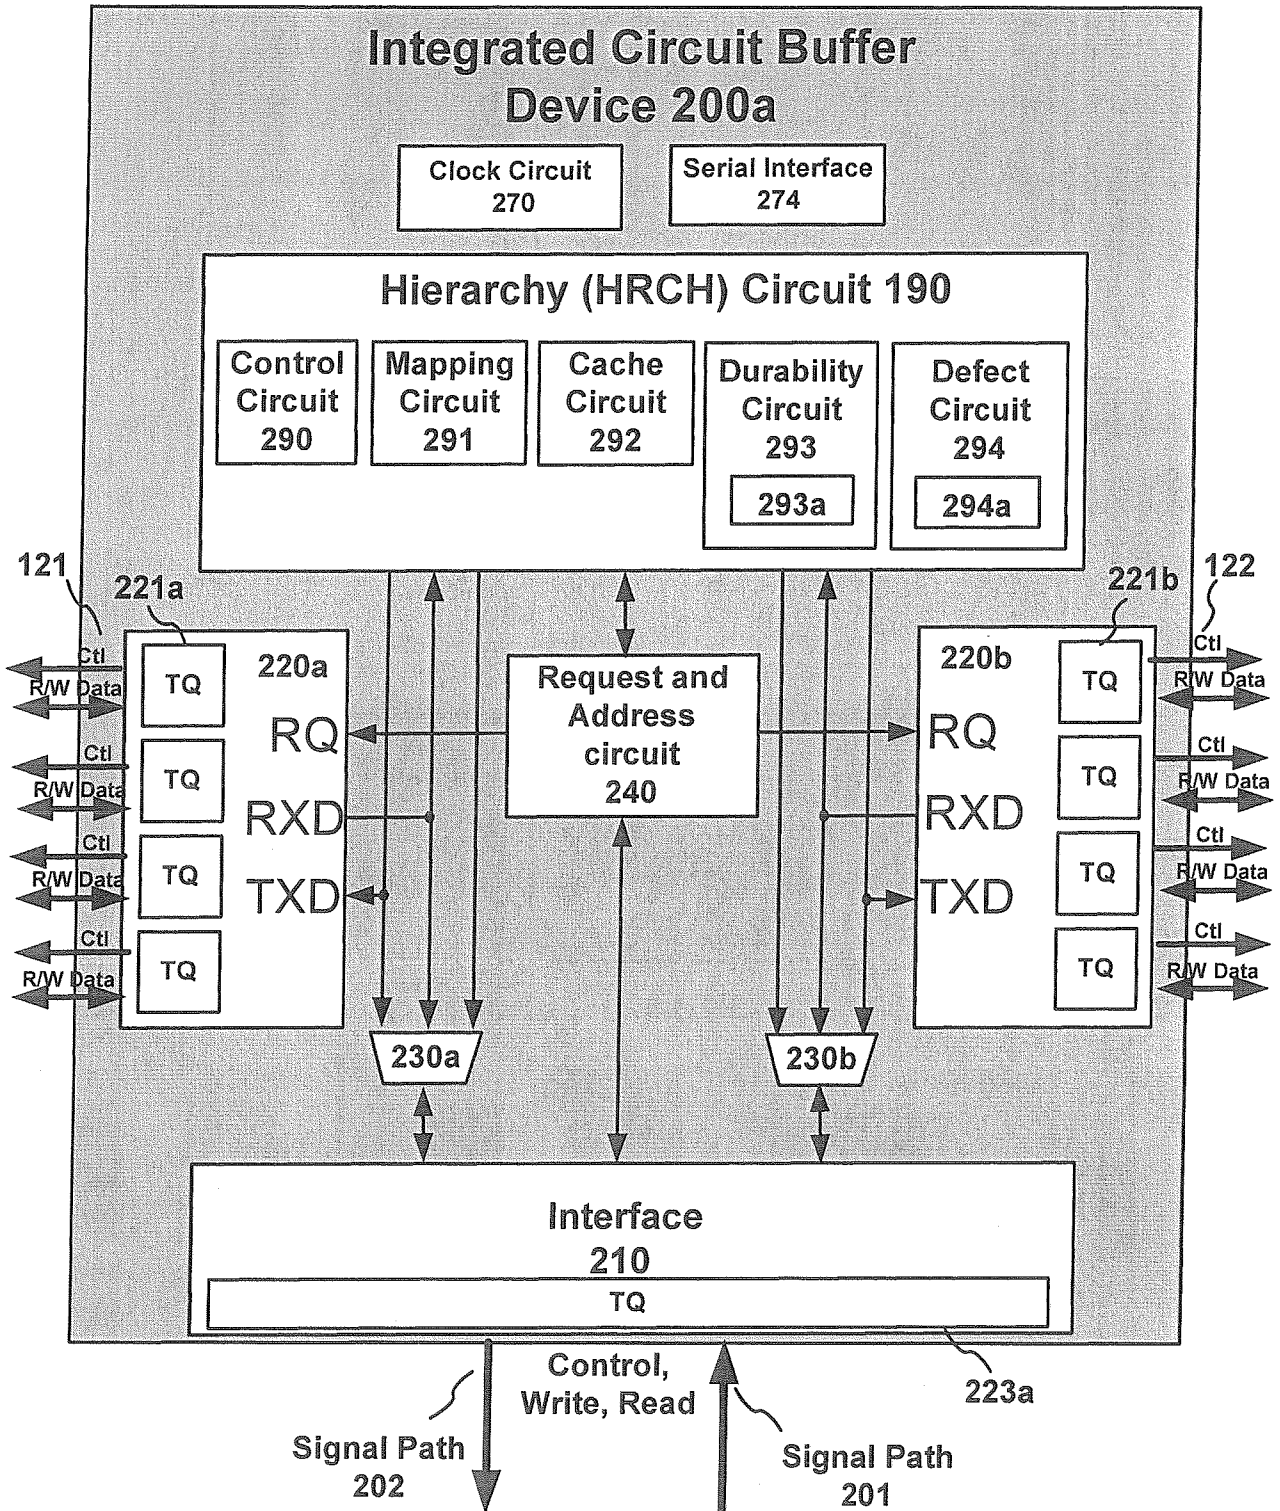 Integrated Circuit Buffer
Device 200a
Clock Circuit
270
Serial Interface
274
Hierarchy (HRCH) Circuit 190
Control
Circuit
290
Mapping
Circuit
291
Cache
Circuit
292
Durability
Circuit
293
293a
Defect
Circuit
294
294a
121
221a
221b
122
Ctl
R/W Data
Ctl
R/W Data
Ctl
R/W Data
Ctl
R/W Data
TQ
TQ
TQ
TQ
220a
RQ
RXD
TXD
Request and
Address
circuit
240
220b
RQ
RXD
TXD
TQ
TQ
TQ
TQ
Ctl
R/W Data
Ctl
R/W Data
Ctl
R/W Data
Ctl
R/W Data
230a
230b
Interface
210
TQ
223a
Control,
Write, Read
Signal Path
202
Signal Path
201